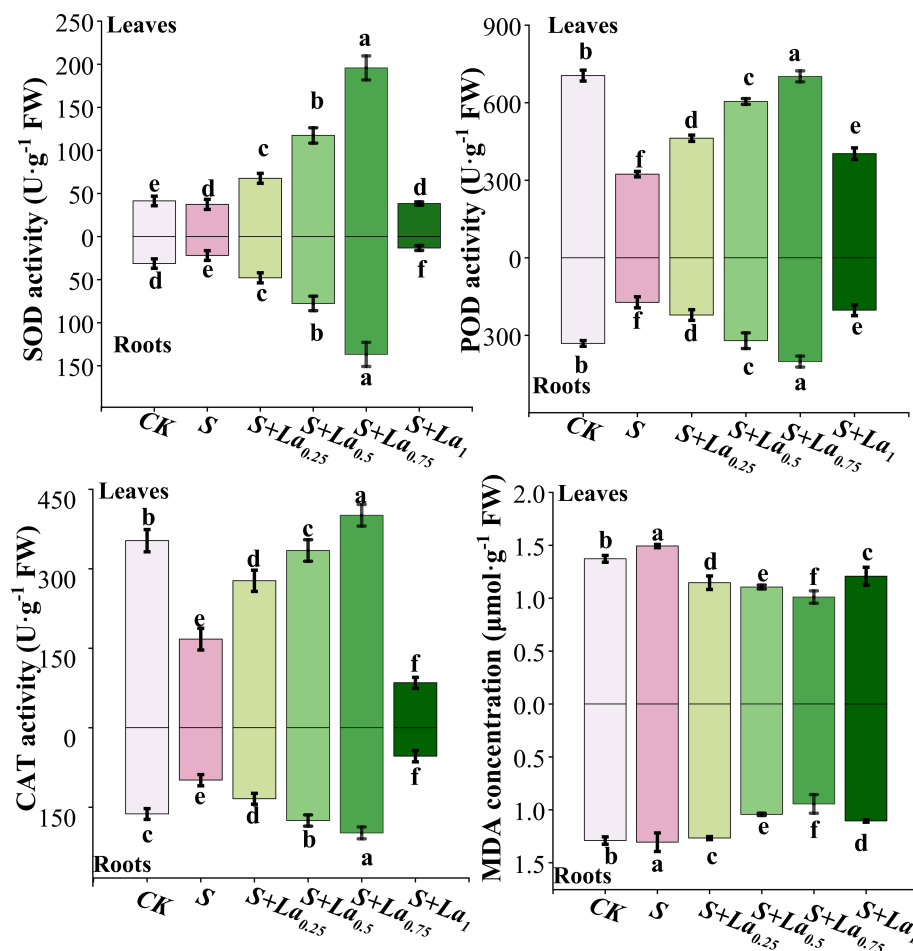 SOD activity (U·g⁻¹ FW)
250
200
150
100
50
0
50
100
150
Leaves
Roots
e
d
c
b
a
d
d
e
c
b
a
f
CK
S
S+La0.25
S+La0.5
S+La0.75
S+La1
POD activity (U·g⁻¹ FW)
900
600
300
0
300
Leaves
Roots
b
f
d
c
a
e
b
f
d
c
a
e
CK
S
S+La0.25
S+La0.5
S+La0.75
S+La1
CAT activity (U·g⁻¹ FW)
450
300
150
0
150
Leaves
Roots
b
e
d
c
a
f
c
e
d
b
a
f
CK
S
S+La0.25
S+La0.5
S+La0.75
S+La1
MDA concentration (μmol·g⁻¹ FW)
2.0
1.5
1.0
0.0
0.5
1.0
1.5
Leaves
Roots
b
a
d
e
f
c
b
a
c
e
f
d
CK
S
S+La0.25
S+La0.5
S+La0.75
S+La